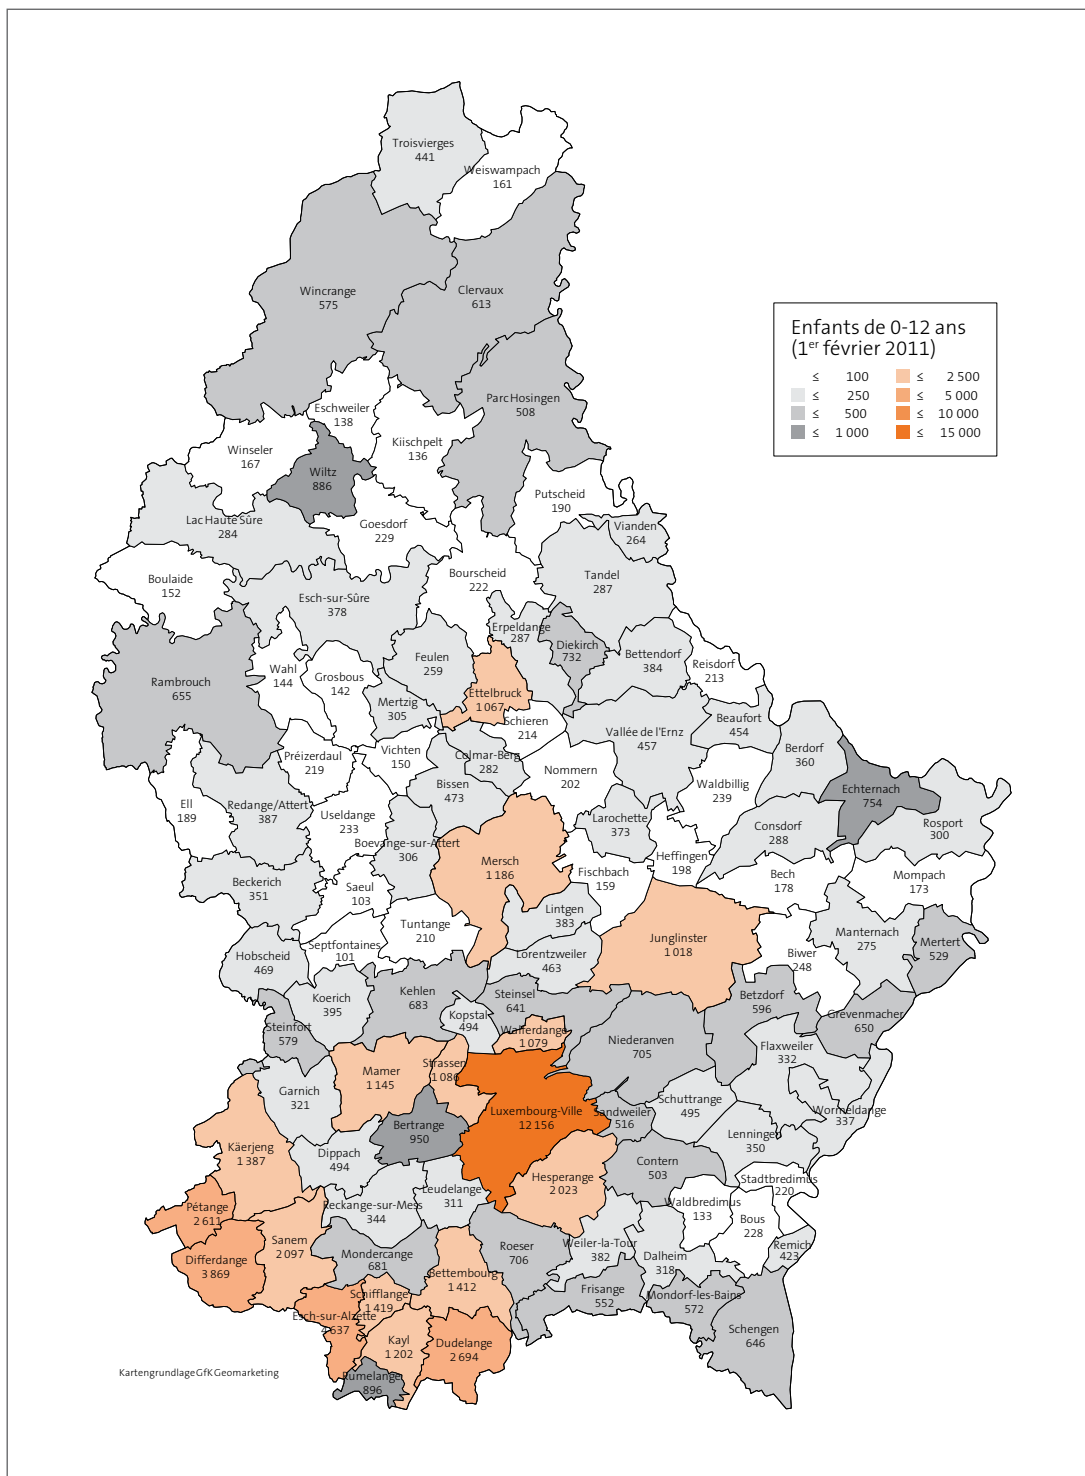 Troisvierges
441
Weiswampach
161
Wincrange
575
Clervaux
613
Enfants de 0-12 ans
(1er février 2011)
≤ 100
≤ 250
≤ 500
≤ 1 000
≤ 2 500
≤ 5 000
≤ 10 000
≤ 15 000
Parc Hosingen
508
Eschweiler
138
Kiischpelt
136
Winseler
167
Wiltz
886
Putscheid
190
Lac Haute Sûre
284
Goesdorf
229
Vianden
264
Boulaide
152
Bourscheid
222
Tandel
287
Esch-sur-Sûre
378
Erpeldange
287
Diekirch
732
Bettendorf
384
Reisdorf
213
Rambrouch
655
Wahl
144
Grosbous
142
Feulen
259
Mertzig
305
Ettelbruck
1 067
Schieren
214
Vallée de l'Ernz
457
Beaufort
454
Berdorf
360
Préizerdaul
219
Vichten
150
Colmar-Berg
282
Bissen
473
Nommern
202
Waldbillig
239
Echternach
754
Rosport
300
Ell
189
Redange/Attert
387
Useldange
233
Boevange-sur-Attert
306
Larochette
373
Consdorf
288
Mersch
1 186
Heffingen
198
Fischbach
159
Bech
178
Mompach
173
Beckerich
351
Saeul
103
Lintgen
383
Tuntange
210
Septfontaines
101
Junglinster
1 018
Manternach
275
Mertert
529
Biwer
248
Hobscheid
469
Lorentzweiler
463
Koerich
395
Kehlen
683
Steinsel
641
Betzdorf
596
Grevenmacher
650
Steinfort
579
Kopstal
494
Walferdange
1 079
Niederanven
705
Flaxweiler
332
Mamer
1 145
Strassen
1 086
Garnich
321
Schuttrange
495
Wormeldange
337
Luxembourg-Ville
12 156
Sandweiler
516
Bertrange
950
Lenningen
350
Käerjeng
1 387
Dippach
494
Contern
503
Hesperange
2 023
Stadtbredimus
220
Leudelange
311
Reckange-sur-Mess
344
Waldbredimus
133
Bous
228
Pétange
2 611
Sanem
2 097
Remich
423
Differdange
3 869
Mondercange
681
Roeser
706
Weiler-la-Tour
382
Dalheim
318
Bettembourg
1 412
Frisange
552
Mondorf-les-Bains
572
Schifflange
1 419
Esch-sur-Alzette
4 637
Schengen
646
Kayl
1 202
Dudelange
2 694
Rumelange
896
KartengrundlageGfKGeomarketing